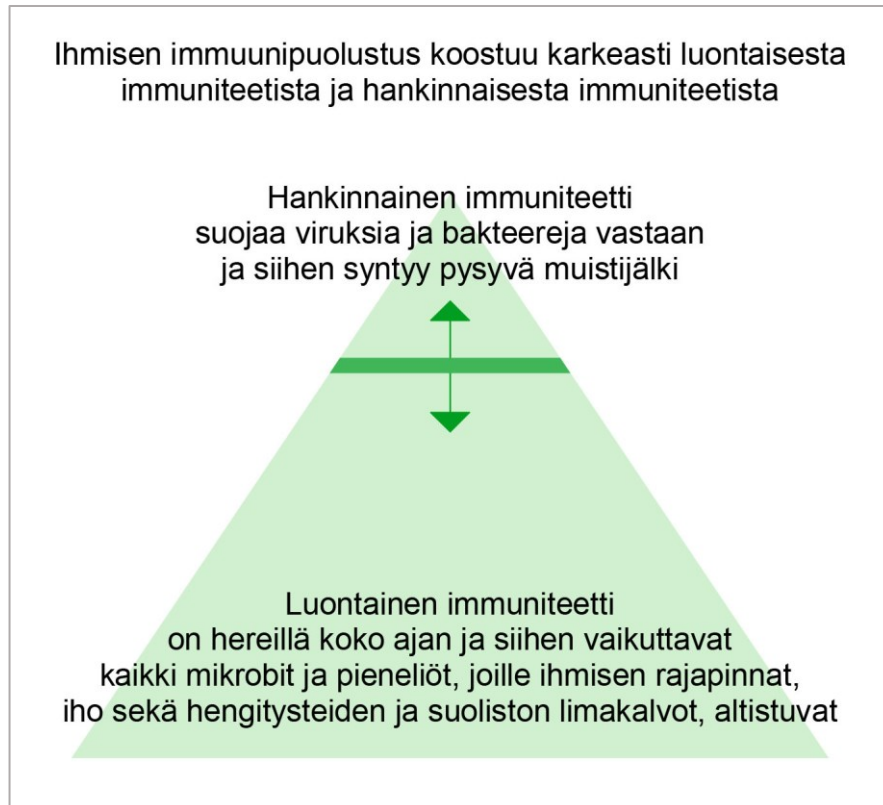 Ihmisen immuunipuolustus koostuu karkeasti luontaisesta
immuniteetista ja hankinnaisesta immuniteetista
Hankinnainen immuniteetti
suojaa viruksia ja bakteereja vastaan
ja siihen syntyy pysyvä muistijälki
Luontainen immuniteetti
on hereillä koko ajan ja siihen vaikuttavat
kaikki mikrobit ja pieneliöt, joille ihmisen rajapinnat,
iho sekä hengitysteiden ja suoliston limakalvot, altistuvat